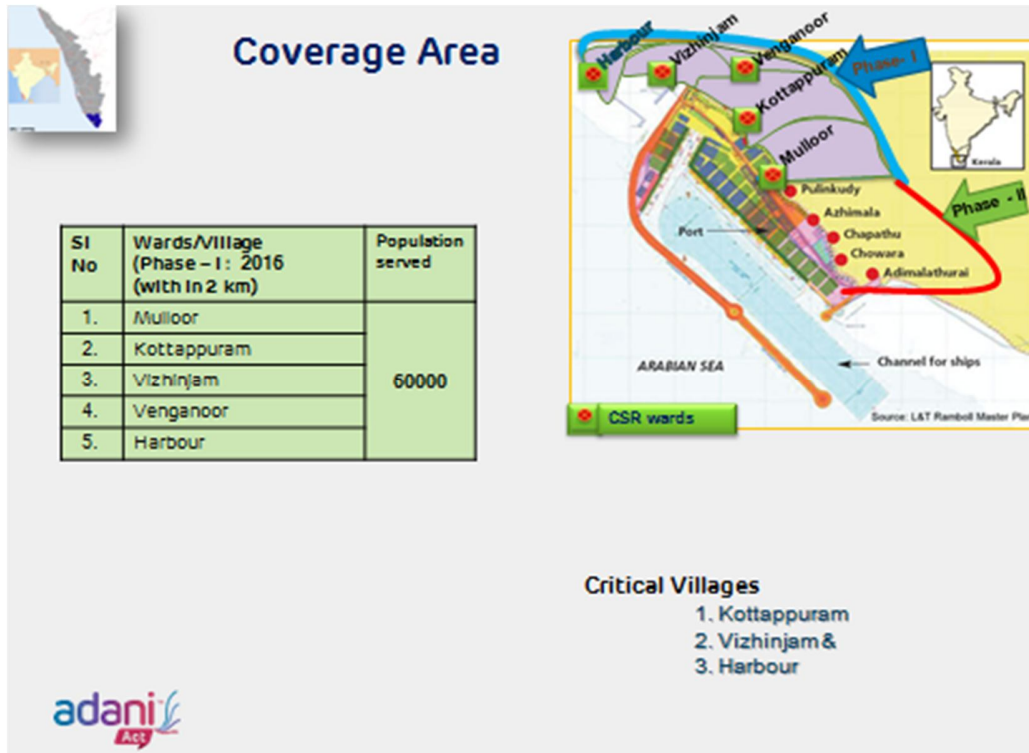 Coverage Area
SI No
Wards/Village
(Phase – I : 2016
(with in 2 km)
Population served
1. Mulloor
2. Kottappuram
3. Vizhinjam
4. Venganoor
5. Harbour
60000
Harbour
Vizhinjam
Venganoor
Kottappuram
Mulloor
Phase- I
Kerala
Phase - II
Pulinkudy
Azhimala
Chapathu
Chowara
Adimalathurai
Port
ARABIAN SEA
Channel for ships
Source: L&T Ramboll Master Plan
CSR wards
Critical Villages
1. Kottappuram
2. Vizhinjam &
3. Harbour
adani
Act